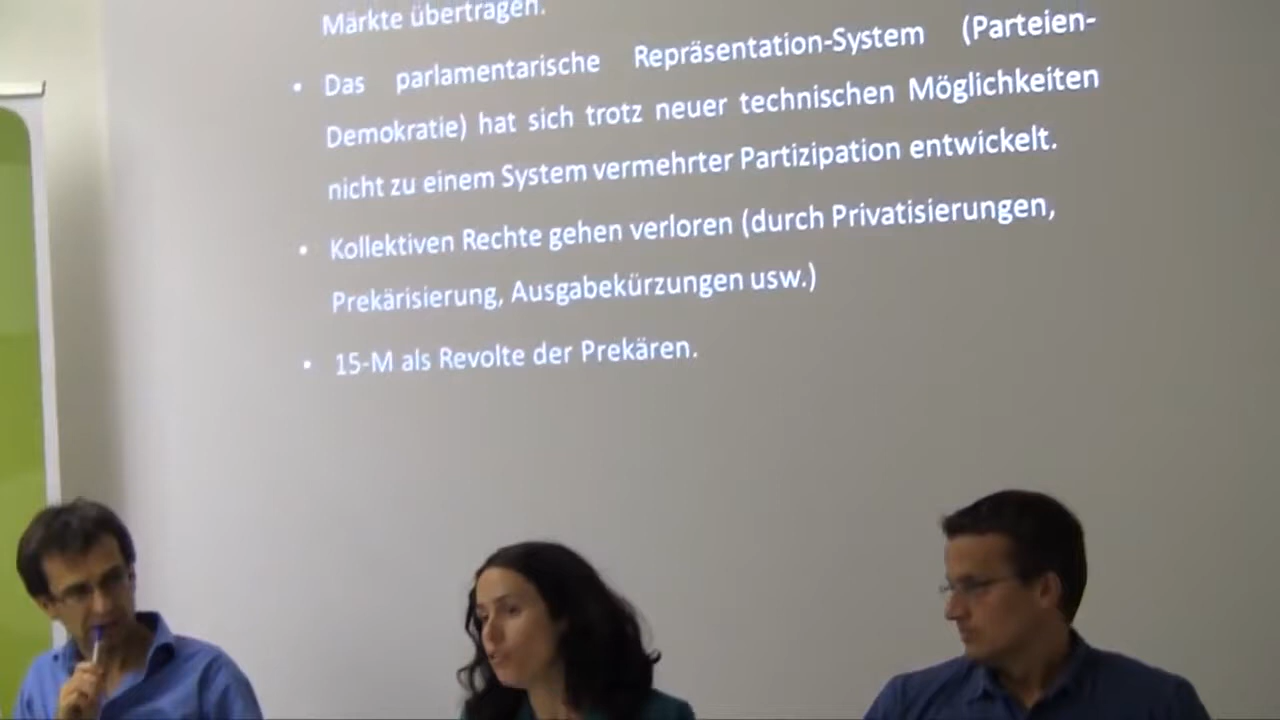 Märkte übertragen.
• Das parlamentarische Repräsentation-System (Parteien-
Demokratie) hat sich trotz neuer technischen Möglichkeiten
nicht zu einem System vermehrter Partizipation entwickelt.
• Kollektiven Rechte gehen verloren (durch Privatisierungen,
Prekärisierung, Ausgabekürzungen usw.)
• 15-M als Revolte der Prekären.